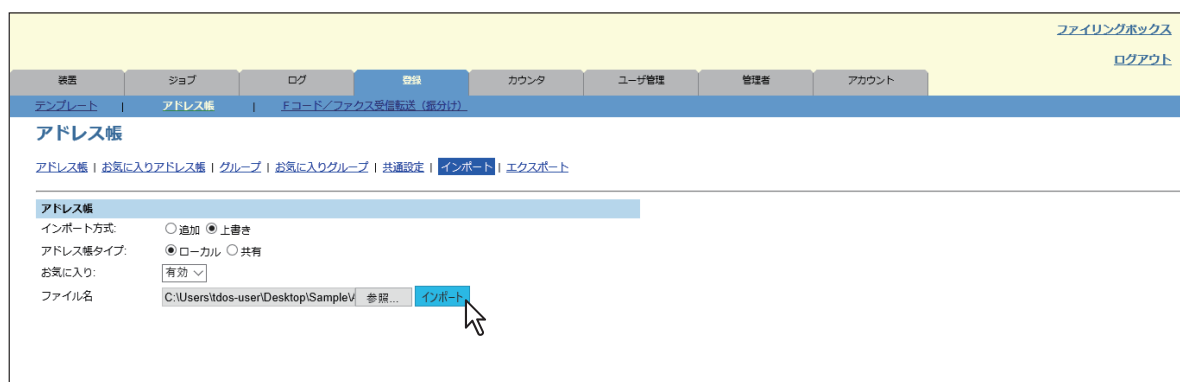 ファイリングボックス
ログアウト
装置 ジョブ ログ 登録 カウンタ ユーザ管理 管理者 アカウント
テンプレート | アドレス帳 | Fコード／ファクス受信転送（振分け）
アドレス帳
アドレス帳 | お気に入りアドレス帳 | グループ | お気に入りグループ | 共通設定 | インポート | エクスポート
アドレス帳
インポート方式: 追加 上書き
アドレス帳タイプ: ローカル 共有
お気に入り: 有効
ファイル名 C:\Users\tdos-user\Desktop\Sample\ 参照... インポート